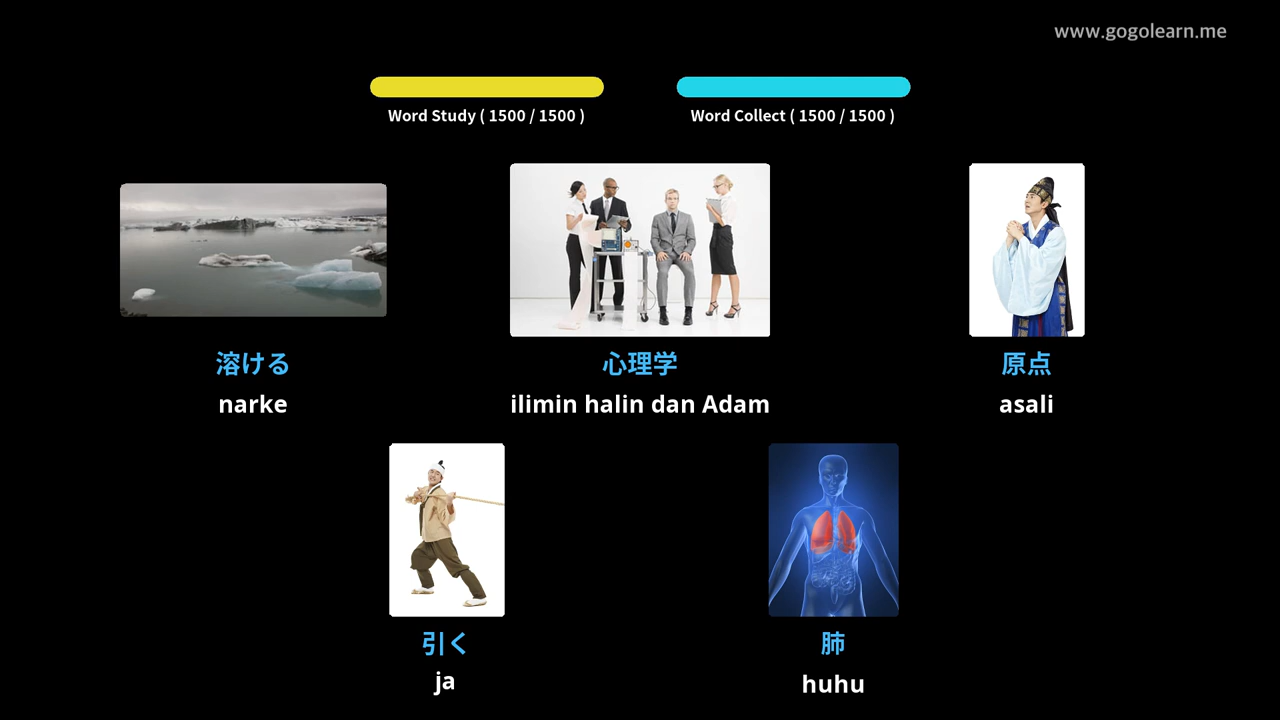 www.gogolearn.me
Word Study ( 1500 / 1500 )
Word Collect ( 1500 / 1500 )
溶ける
narke
心理学
ilimin halin dan Adam
原点
asali
引く
ja
肺
huhu